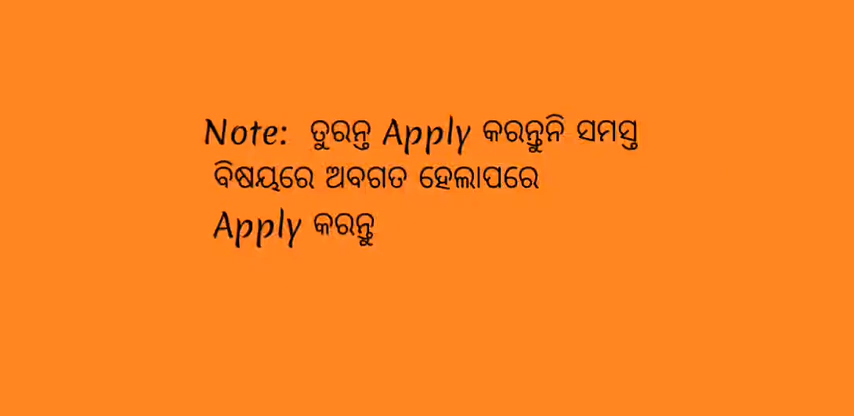 Note: ତୁରନ୍ତ Apply କରନ୍ତୁନି ସମସ୍ତ
ବିଷୟରେ ଅବଗତ ହେଲାପରେ
Apply କରନ୍ତୁ